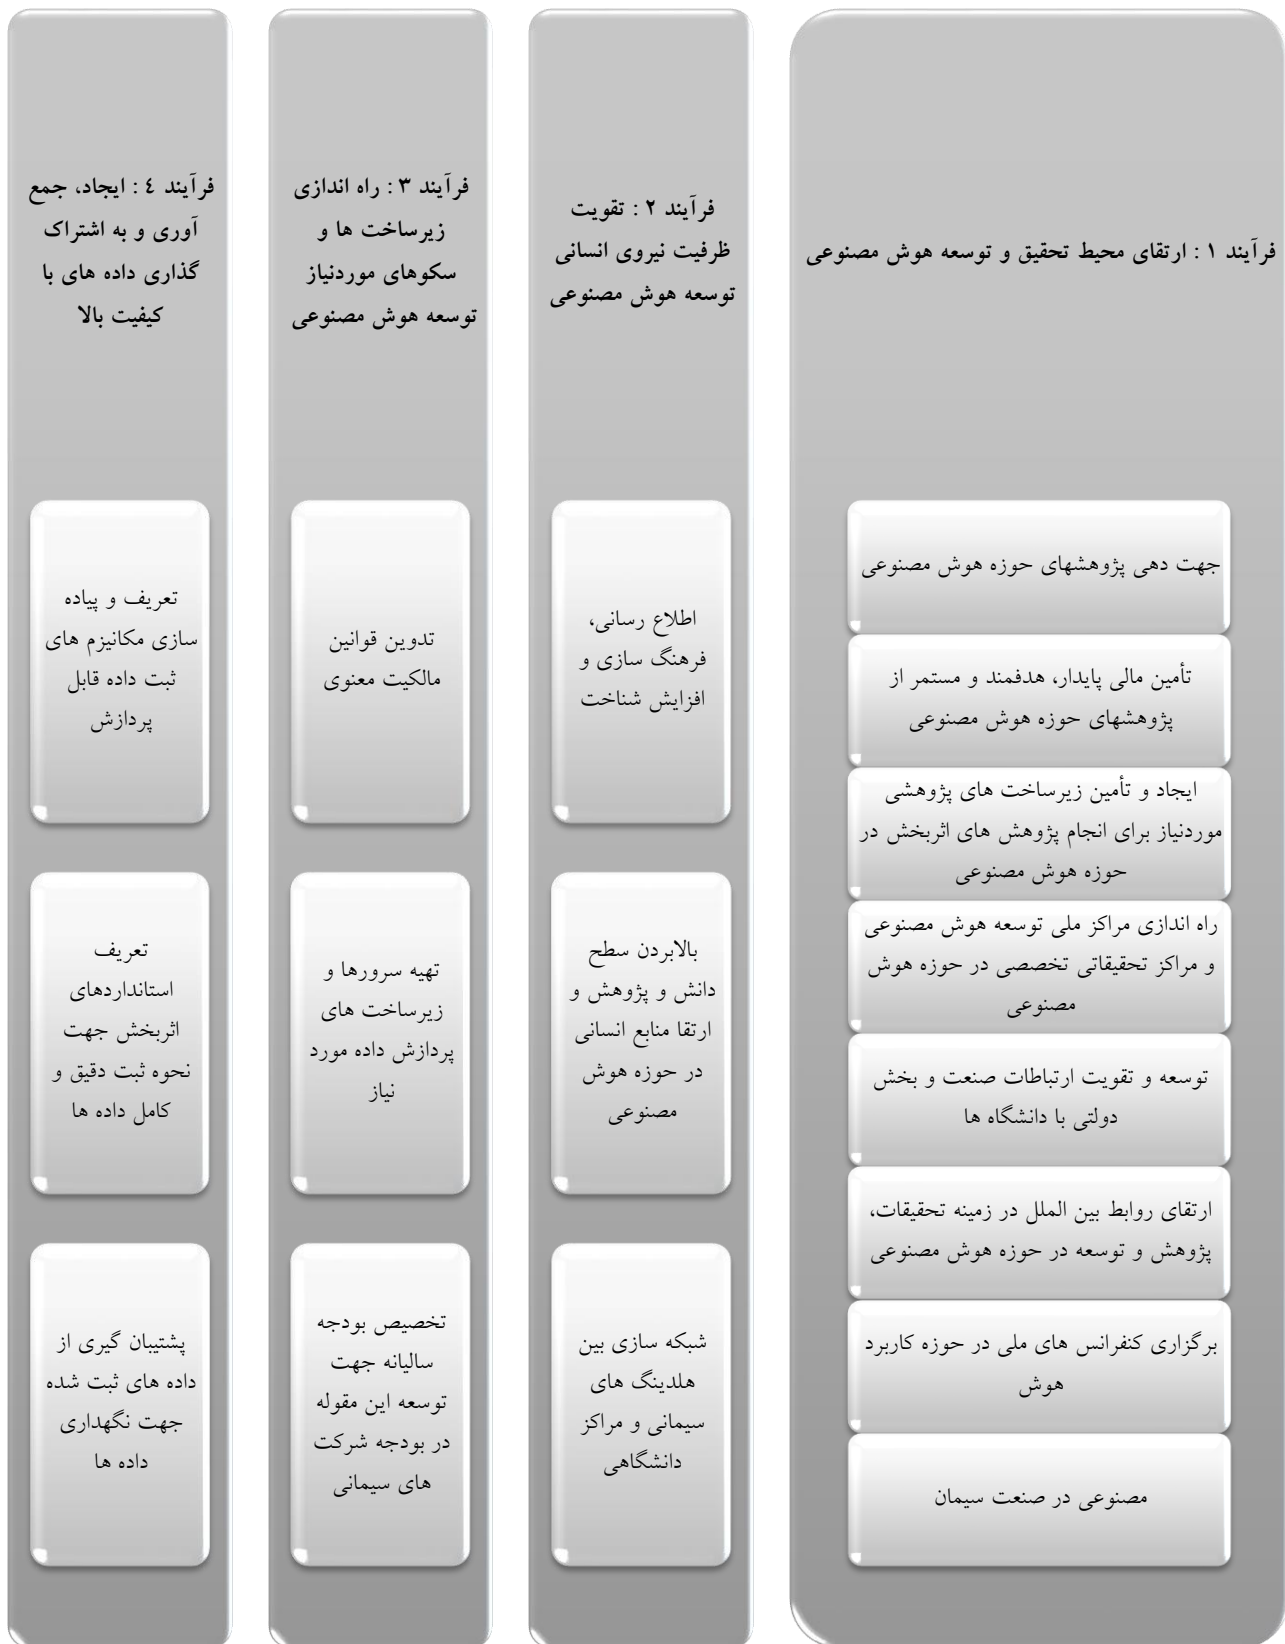 فرآیند ۱ : ارتقای محیط تحقیق و توسعه هوش مصنوعی
جهت دهی پژوهشهای حوزه هوش مصنوعی
تأمین مالی پایدار، هدفمند و مستمر از
پژوهشهای حوزه هوش مصنوعی
ایجاد و تأمین زیرساخت های پژوهشی
موردنیاز برای انجام پژوهش های اثربخش در
حوزه هوش مصنوعی
راه اندازی مراکز ملی توسعه هوش مصنوعی
و مراکز تحقیقاتی تخصصی در حوزه هوش
مصنوعی
توسعه و تقویت ارتباطات صنعت و بخش
دولتی با دانشگاه ها
ارتقای روابط بین الملل در زمینه تحقیقات،
پژوهش و توسعه در حوزه هوش مصنوعی
برگزاری کنفرانس های ملی در حوزه کاربرد
هوش
مصنوعی در صنعت سیمان
فرآیند ۲ : تقویت
ظرفیت نیروی انسانی
توسعه هوش مصنوعی
اطلاع رسانی،
فرهنگ سازی و
افزایش شناخت
بالابردن سطح
دانش و پژوهش و
ارتقا منابع انسانی
در حوزه هوش
مصنوعی
شبکه سازی بین
هلدینگ های
سیمانی و مراکز
دانشگاهی
فرآیند ۳ : راه اندازی
زیرساخت ها و
سکوهای موردنیاز
توسعه هوش مصنوعی
تدوین قوانین
مالکیت معنوی
تهیه سرورها و
زیرساخت های
پردازش داده مورد
نیاز
تخصیص بودجه
سالیانه جهت
توسعه این مقوله
در بودجه شرکت
های سیمانی
فرآیند ٤ : ایجاد، جمع
آوری و به اشتراک
گذاری داده های با
کیفیت بالا
تعریف و پیاده
سازی مکانیزم های
ثبت داده قابل
پردازش
تعریف
استانداردهای
اثربخش جهت
نحوه ثبت دقیق و
کامل داده ها
پشتیبان گیری از
داده های ثبت شده
جهت نگهداری
داده ها